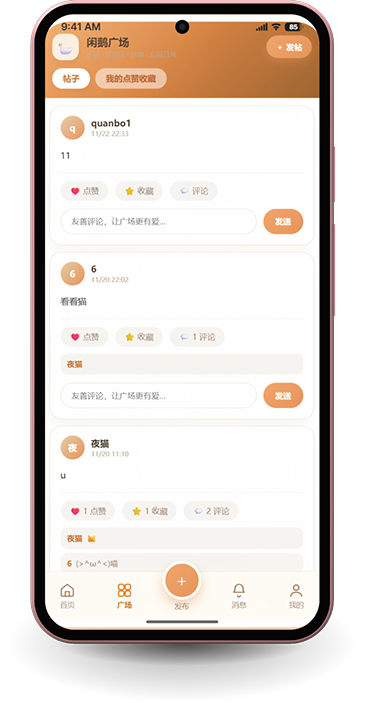 9:41 AM
85
闲鹅广场
+ 发帖
帖子
我的点赞收藏
q
quanbo1
11/22 22:33
11
点赞
收藏
评论
友善评论，让广场更有爱...
发送
6
6
11/20 22:02
看看猫
点赞
收藏
1 评论
夜猫
友善评论，让广场更有爱...
发送
夜
夜猫
11/20 11:10
u
1 点赞
1 收藏
2 评论
夜猫
6 (>^ω^<)喵
+
首页
广场
发布
消息
我的